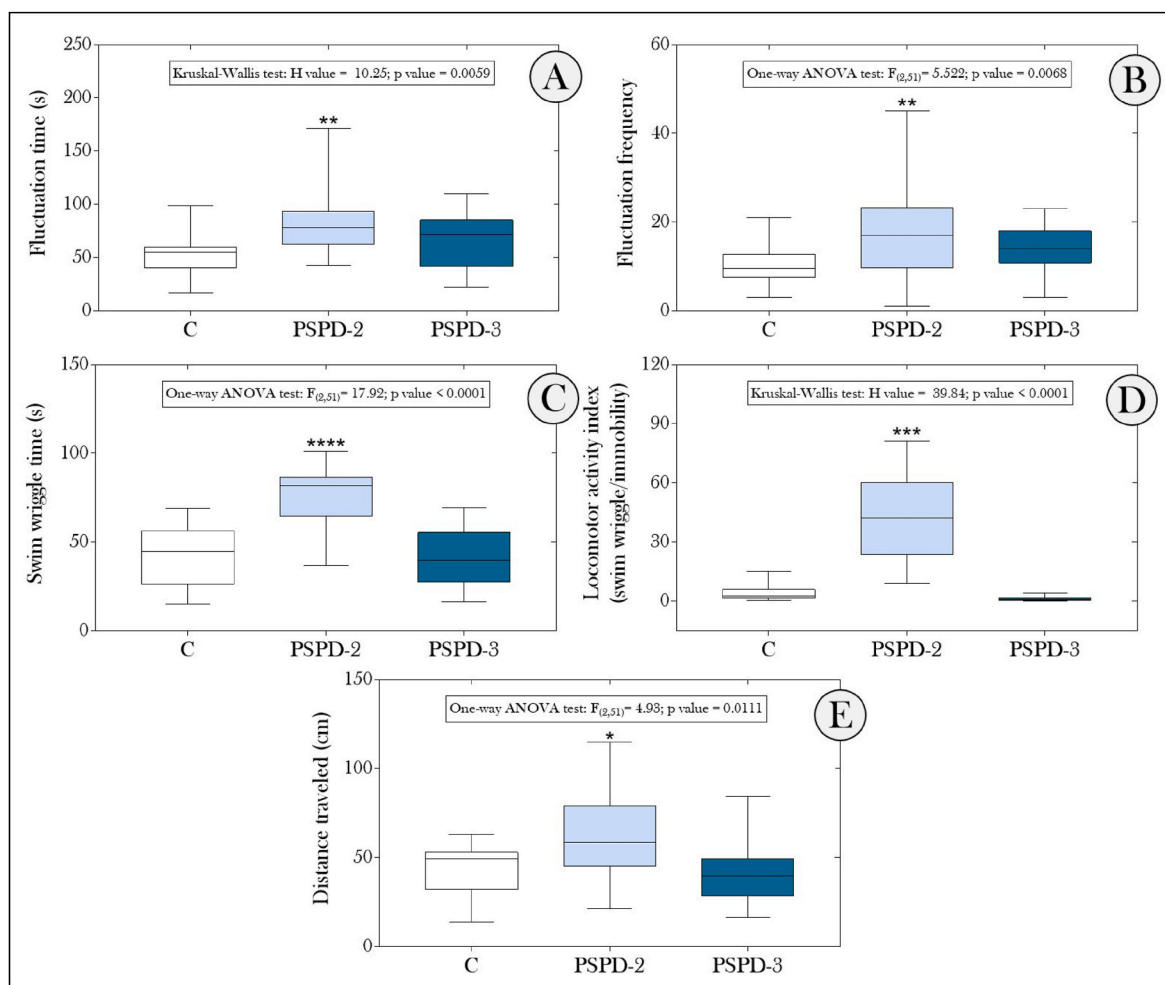 Kruskal-Wallis test: H value = 10.25; p value = 0.0059
A
Fluctuation time (s)
250
200
150
100
50
0
**
C
PSPD-2
PSPD-3
One-way ANOVA test: F(2,51)= 5.522; p value = 0.0068
B
Fluctuation frequency
60
40
20
0
**
C
PSPD-2
PSPD-3
One-way ANOVA test: F(2,51)= 17.92; p value < 0.0001
C
Swim wriggle time (s)
150
100
50
0
****
C
PSPD-2
PSPD-3
Kruskal-Wallis test: H value = 39.84; p value < 0.0001
D
Locomotor activity index
(swim wriggle/immobility)
120
90
60
30
0
***
C
PSPD-2
PSPD-3
One-way ANOVA test: F(2,51)= 4.93; p value = 0.0111
E
Distance traveled (cm)
150
100
50
0
*
C
PSPD-2
PSPD-3